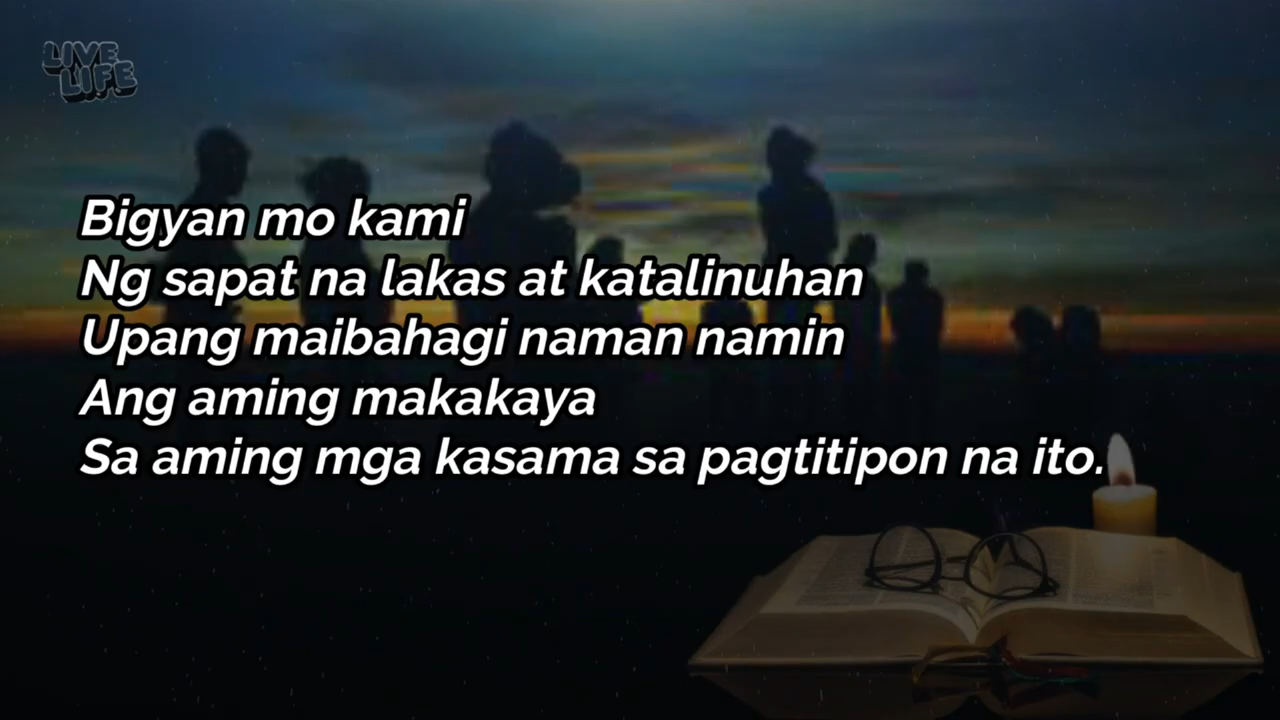 LIVE
LIFE
Bigyan mo kami
Ng sapat na lakas at katalinuhan
Upang maibahagi naman namin
Ang aming makakaya
Sa aming mga kasama sa pagtitipon na ito.